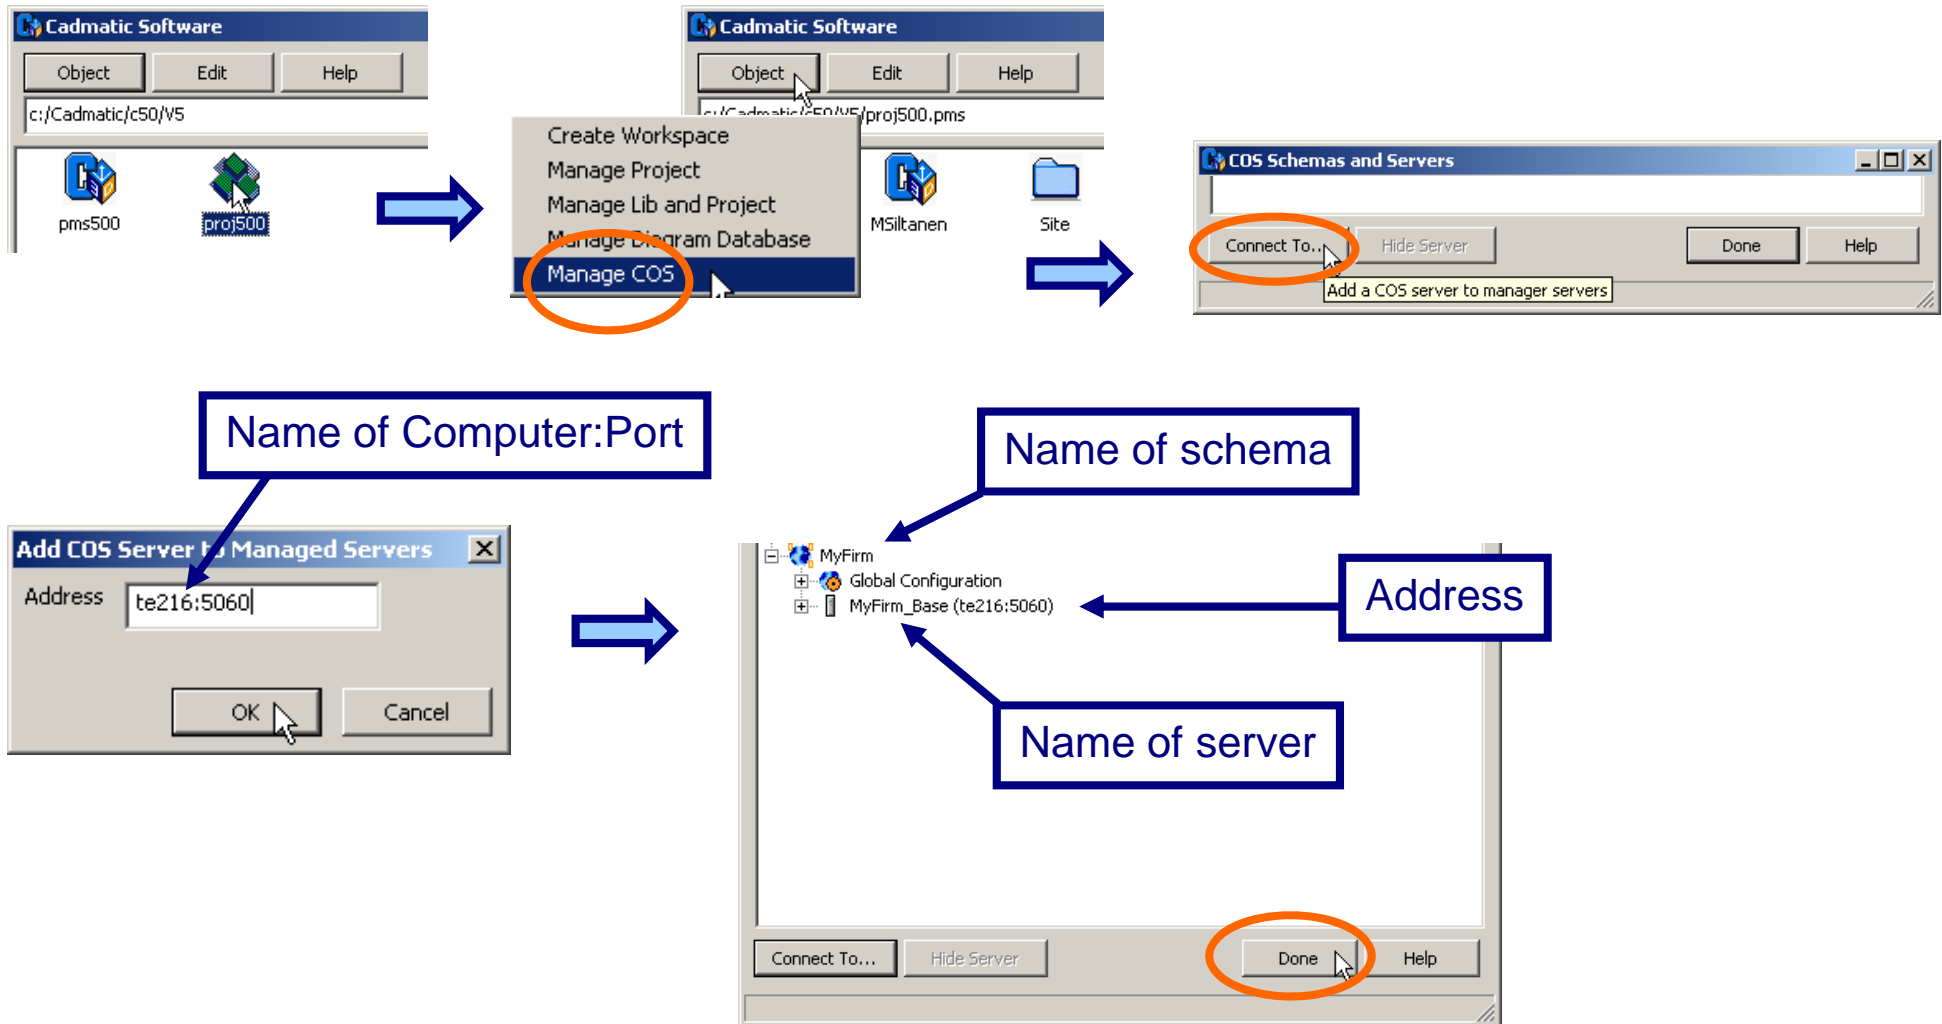 Cadmatic Software
Object Edit Help
c:/Cadmatic/c50/V5
pms500
proj500
Cadmatic Software
Object Edit Help
c:/Cadmatic/c50/V5/proj500.pms
Create Workspace
Manage Project
Manage Lib and Project
Manage Diagram Database
Manage COS
MSiltanen
Site
COS Schemas and Servers
Connect To... Hide Server Done Help
Add a COS server to manager servers
Name of Computer:Port
Add COS Server to Managed Servers
Address te216:5060
OK Cancel
Name of schema
MyFirm
Global Configuration
MyFirm_Base (te216:5060)
Address
Name of server
Connect To... Hide Server Done Help